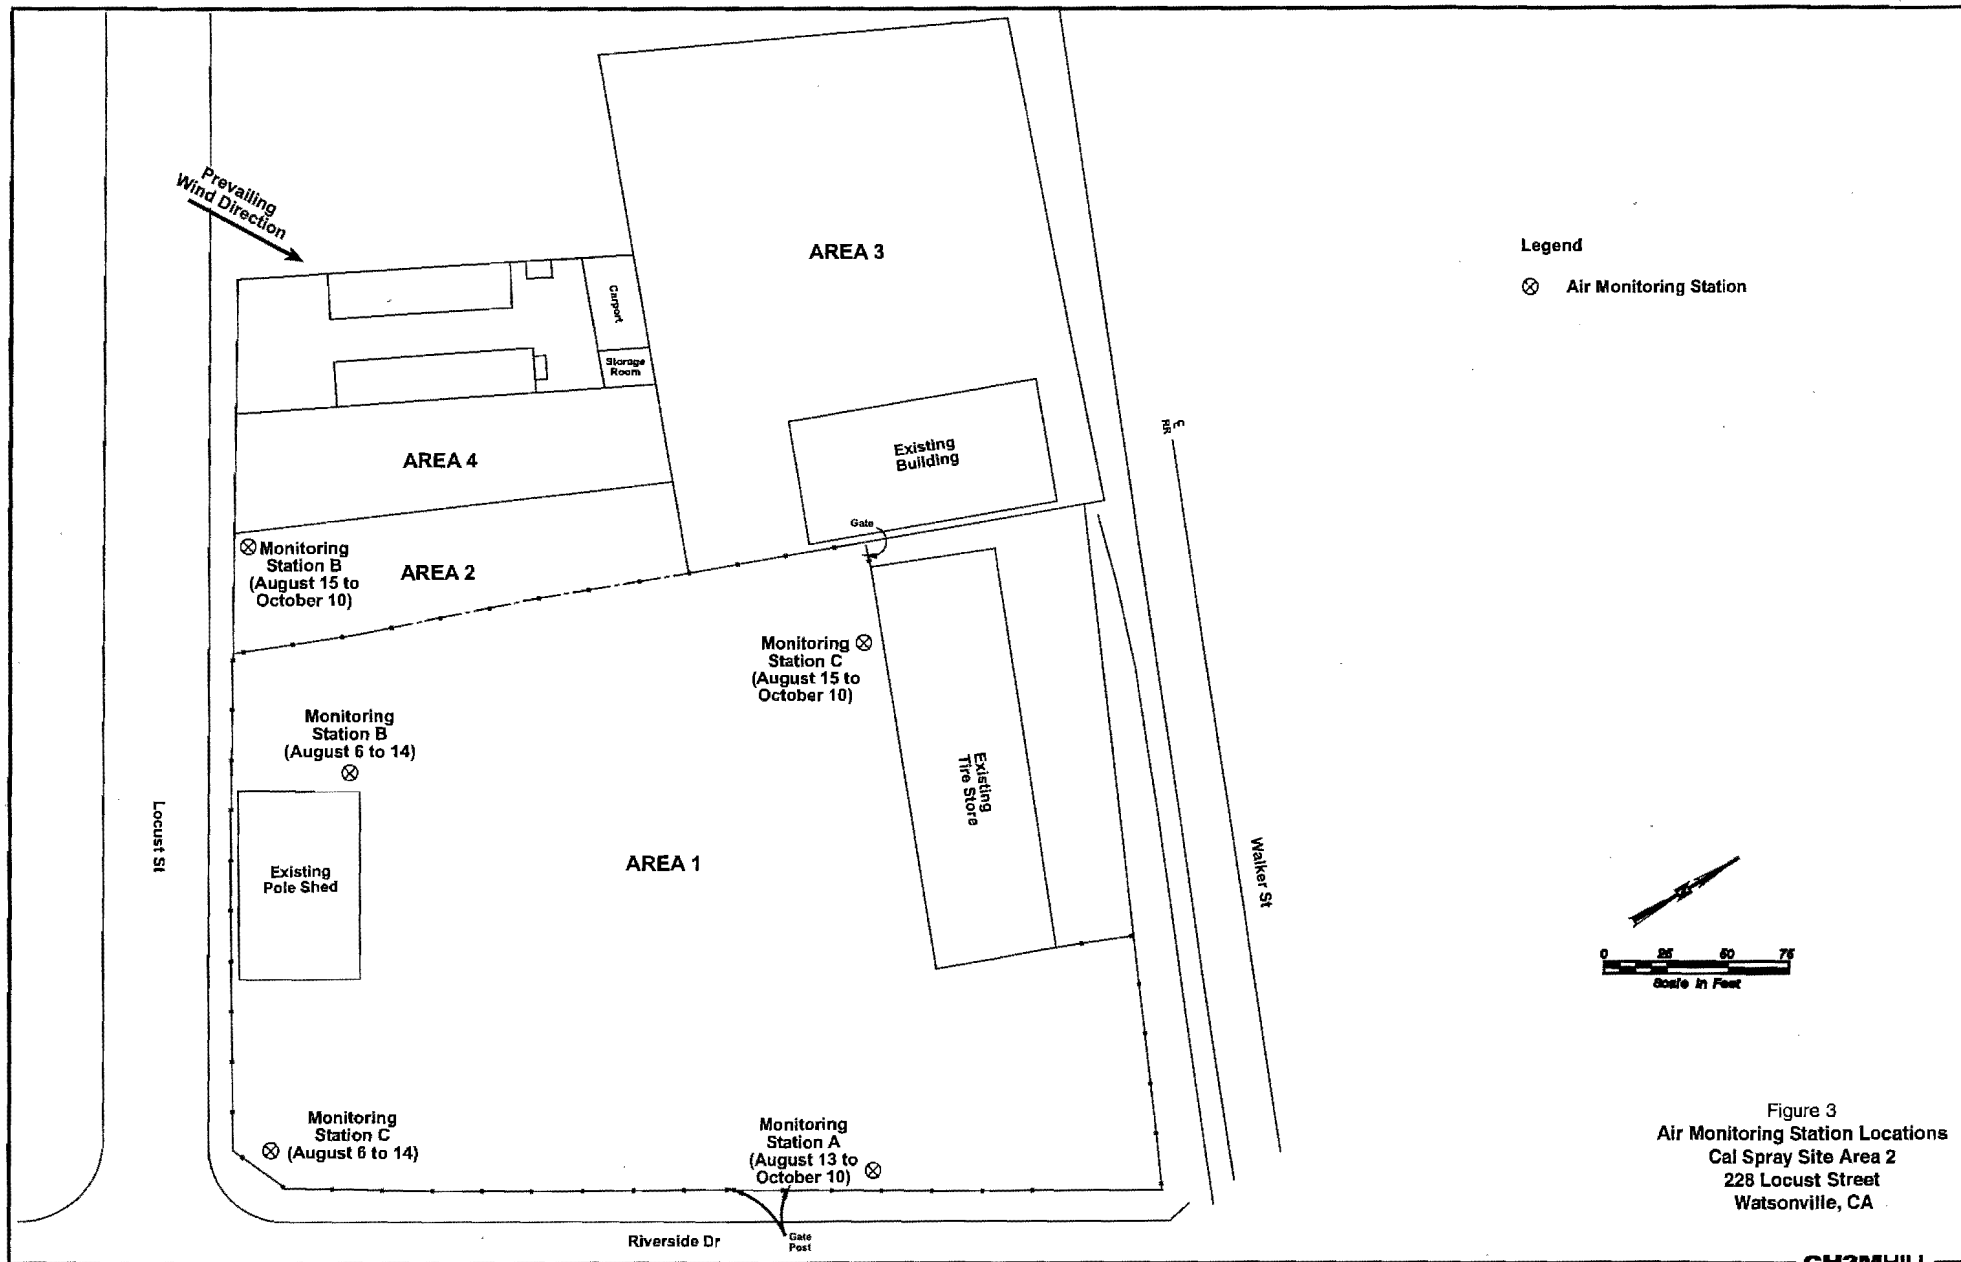 Prevailing
Wind Direction
AREA 3
Legend
Air Monitoring Station
Carport
Storage
Room
Existing
Building
RR
AREA 4
Gate
Monitoring
Station B
(August 15 to
October 10)
AREA 2
Monitoring
Station C
(August 15 to
October 10)
Monitoring
Station B
(August 6 to 14)
Existing
Tire Store
Locust St
Existing
Pole Shed
AREA 1
Walker St
0 25 50 75
Scale in Feet
Monitoring
Station C
(August 6 to 14)
Monitoring
Station A
(August 13 to
October 10)
Figure 3
Air Monitoring Station Locations
Cal Spray Site Area 2
228 Locust Street
Watsonville, CA
Riverside Dr
Gate
Post
CH2MHILL